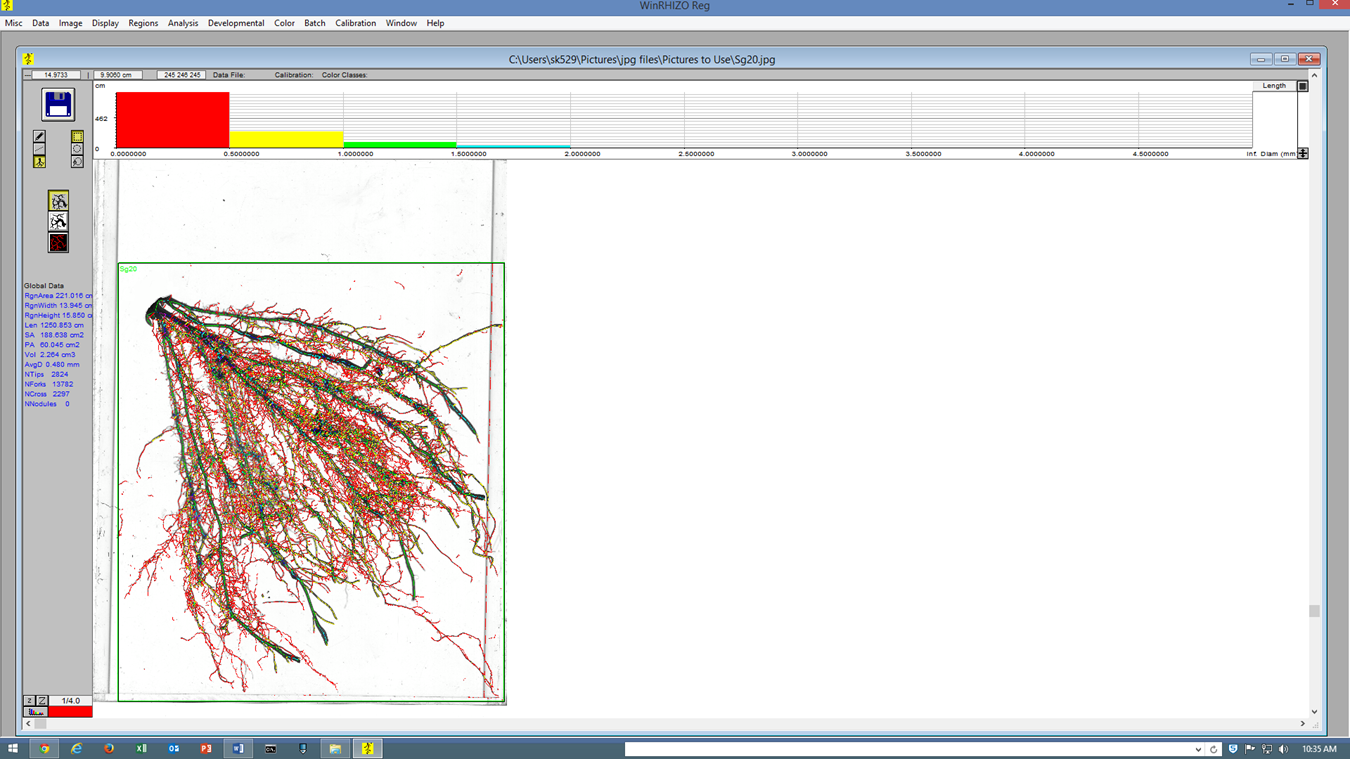 WinRHIZO Reg
Misc Data Image Display Regions Analysis Developmental Color Batch Calibration Window Help
C:\Users\sk529\Pictures\jpg files\Pictures to Use\Sg20.jpg
14.9733 9.9060 cm 245 246 245 Data File: Calibration: Color Classes:
cm Length
462
0
0.0000000 0.5000000 1.0000000 1.5000000 2.0000000 2.5000000 3.0000000 3.5000000 4.0000000 4.5000000 Inf. Diam (mm
Sg20
Global Data
RgnArea 221.016 cm
RgnWidth 13.945 cm
RgnHeight 15.850 c
Len 1250.853 cm
SA 188.638 cm2
PA 60.045 cm2
Vol 2.264 cm3
AvgD 0.480 mm
NTips 2824
NForks 13782
NCross 2297
NNodules 0
z Z 1/4.0
10:35 AM